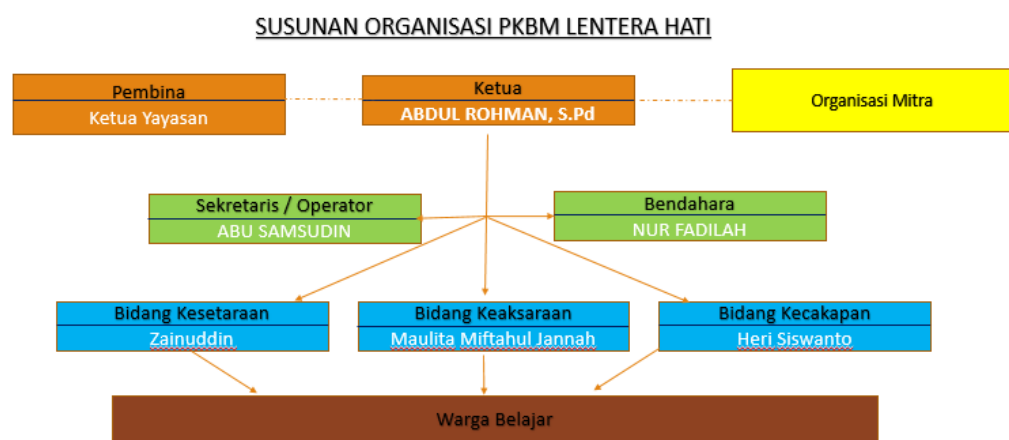 SUSUNAN ORGANISASI PKBM LENTERA HATI
Pembina
Ketua Yayasan
Ketua
ABDUL ROHMAN, S.Pd
Organisasi Mitra
Sekretaris / Operator
ABU SAMSUDIN
Bendahara
NUR FADILAH
Bidang Kesetaraan
Zainuddin
Bidang Keaksaraan
Maulita Miftahul Jannah
Bidang Kecakapan
Heri Siswanto
Warga Belajar